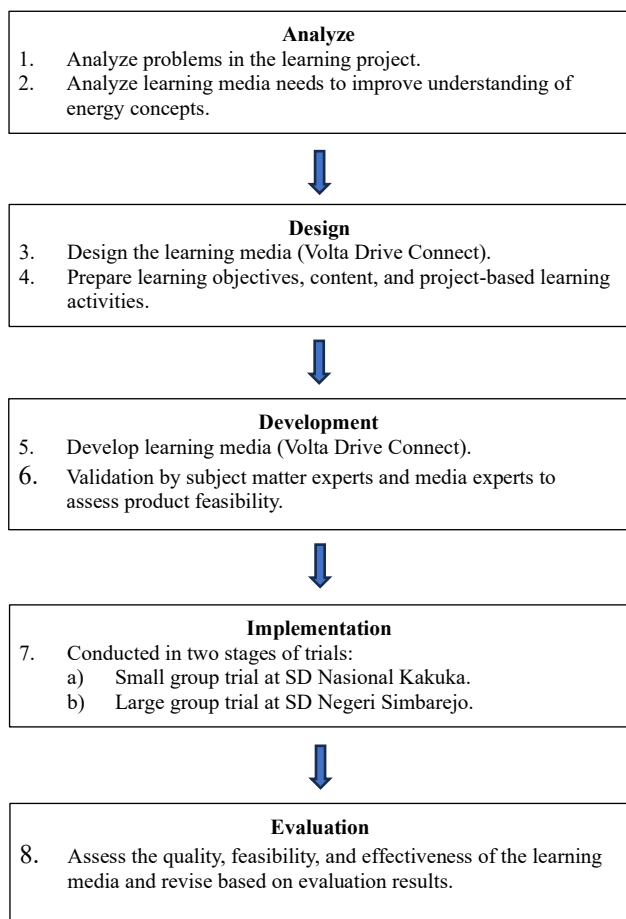 Analyze
1. Analyze problems in the learning project.
2. Analyze learning media needs to improve understanding of
energy concepts.
Design
3. Design the learning media (Volta Drive Connect).
4. Prepare learning objectives, content, and project-based learning
activities.
Development
5. Develop learning media (Volta Drive Connect).
6. Validation by subject matter experts and media experts to
assess product feasibility.
Implementation
7. Conducted in two stages of trials:
a) Small group trial at SD Nasional Kakuka.
b) Large group trial at SD Negeri Simbarejo.
Evaluation
8. Assess the quality, feasibility, and effectiveness of the learning
media and revise based on evaluation results.